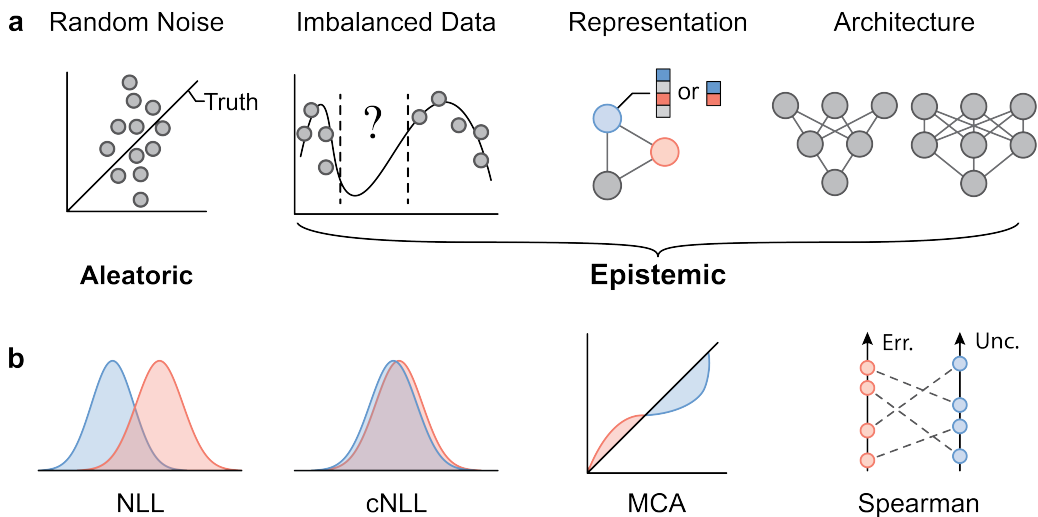 a Random Noise Imbalanced Data Representation Architecture
Truth
?
or
Aleatoric Epistemic
b
Err. Unc.
NLL cNLL MCA Spearman